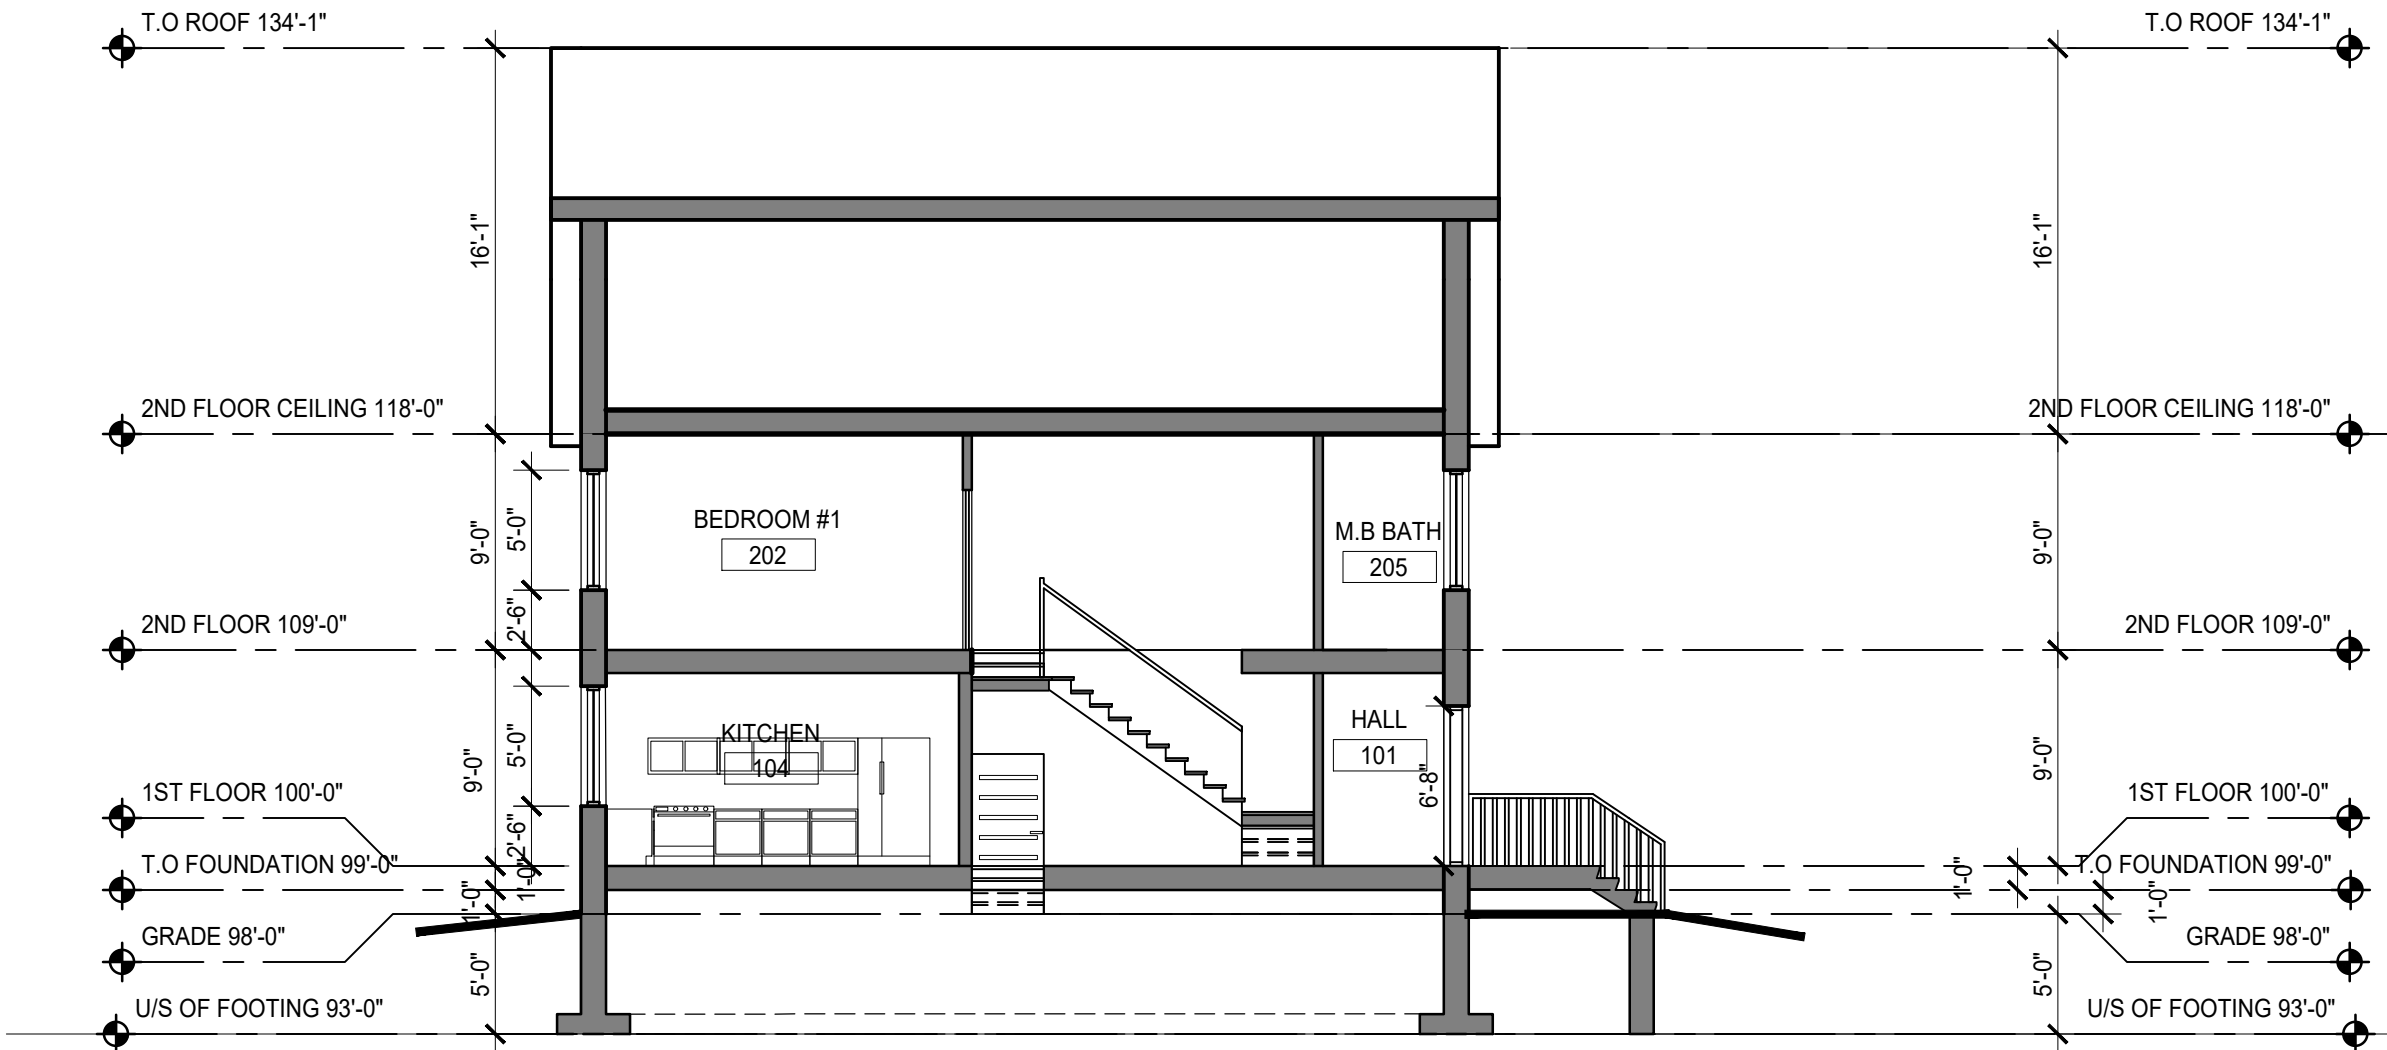 T.O ROOF 134'-1"
T.O ROOF 134'-1"
16'-1"
16'-1"
2ND FLOOR CEILING 118'-0"
2ND FLOOR CEILING 118'-0"
9'-0"
5'-0"
BEDROOM #1
202
M.B BATH
205
9'-0"
2'-6"
2ND FLOOR 109'-0"
2ND FLOOR 109'-0"
9'-0"
5'-0"
KITCHEN
104
HALL
101
6'-8"
9'-0"
1ST FLOOR 100'-0"
1ST FLOOR 100'-0"
2'-6"
T.O FOUNDATION 99'-0"
T.O FOUNDATION 99'-0"
1'-0"
1'-0"
1'-0"
1'-0"
GRADE 98'-0"
GRADE 98'-0"
5'-0"
5'-0"
U/S OF FOOTING 93'-0"
U/S OF FOOTING 93'-0"